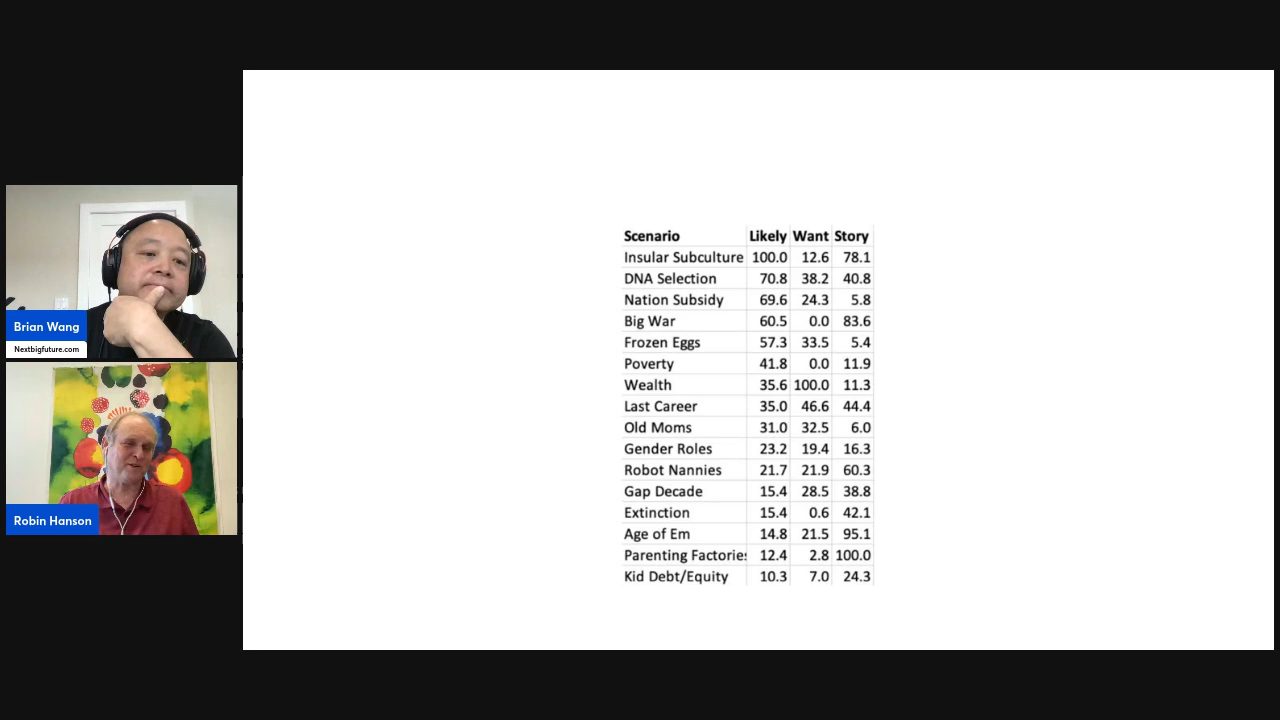 Brian Wang
Nextbigfuture.com
Robin Hanson
Scenario Likely Want Story
Insular Subculture 100.0 12.6 78.1
DNA Selection 70.8 38.2 40.8
Nation Subsidy 69.6 24.3 5.8
Big War 60.5 0.0 83.6
Frozen Eggs 57.3 33.5 5.4
Poverty 41.8 0.0 11.9
Wealth 35.6 100.0 11.3
Last Career 35.0 46.6 44.4
Old Moms 31.0 32.5 6.0
Gender Roles 23.2 19.4 16.3
Robot Nannies 21.7 21.9 60.3
Gap Decade 15.4 28.5 38.8
Extinction 15.4 0.6 42.1
Age of Em 14.8 21.5 95.1
Parenting Factories 12.4 2.8 100.0
Kid Debt/Equity 10.3 7.0 24.3